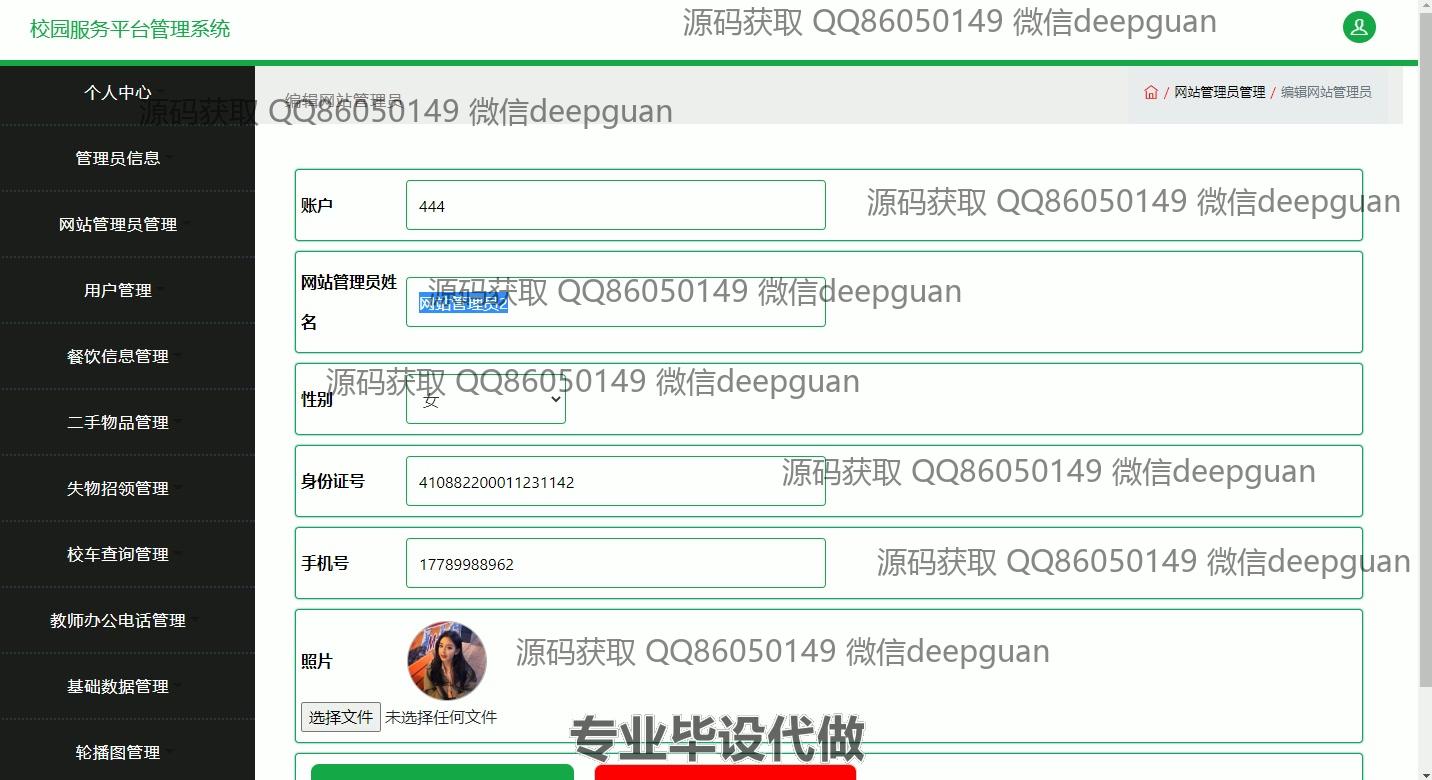 校园服务平台管理系统
源码获取 QQ86050149 微信deepguan
个人中心
管理员信息
网站管理员管理
用户管理
餐饮信息管理
二手物品管理
失物招领管理
校车查询管理
教师办公电话管理
基础数据管理
轮播图管理
编辑网站管理员
源码获取 QQ86050149 微信deepguan
/ 网站管理员管理 / 编辑网站管理员
账户
444
源码获取 QQ86050149 微信deepguan
网站管理员姓
名
网站管理员2
源码获取 QQ86050149 微信deepguan
源码获取 QQ86050149 微信deepguan
性别
女
身份证号
410882200011231142
源码获取 QQ86050149 微信deepguan
手机号
17789988962
源码获取 QQ86050149 微信deepguan
照片
源码获取 QQ86050149 微信deepguan
选择文件 未选择任何文件
专业毕设代做